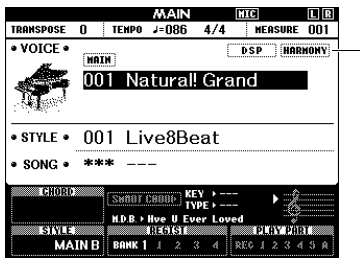 MAIN MIC L R
TRANSPOSE 0 TEMPO ♩=086 4/4 MEASURE 001
• VOICE • DSP HARMONY
MAIN
001 Natural! Grand
• STYLE • 001 Live8Beat
• SONG • *** ---
CHORD SMART CHORD KEY ▸ ---
TYPE ▸ ---
M.D.B. ▸ Hve U Ever Loved
STYLE REGIST PLAY PART
MAIN B BANK 1 1 2 3 4 REC 1 2 3 4 5 A